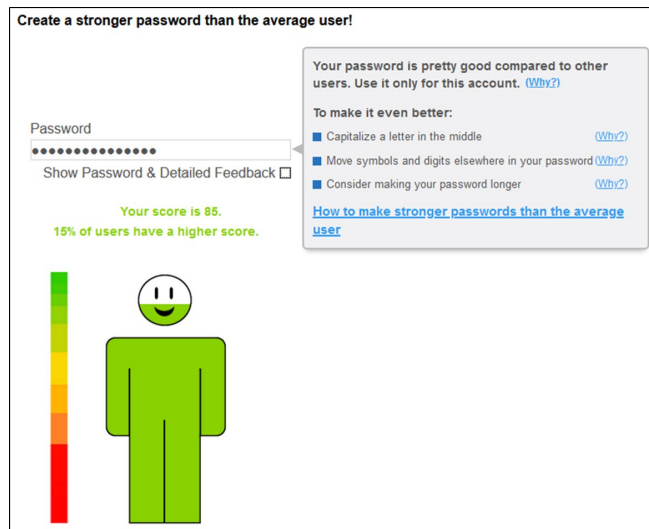 Create a stronger password than the average user!
Your password is pretty good compared to other
users. Use it only for this account. (Why?)
To make it even better:
Capitalize a letter in the middle (Why?)
Move symbols and digits elsewhere in your password (Why?)
Consider making your password longer (Why?)
How to make stronger passwords than the average
user
Password
●●●●●●●●●●●●●●●
Show Password & Detailed Feedback
Your score is 85.
15% of users have a higher score.